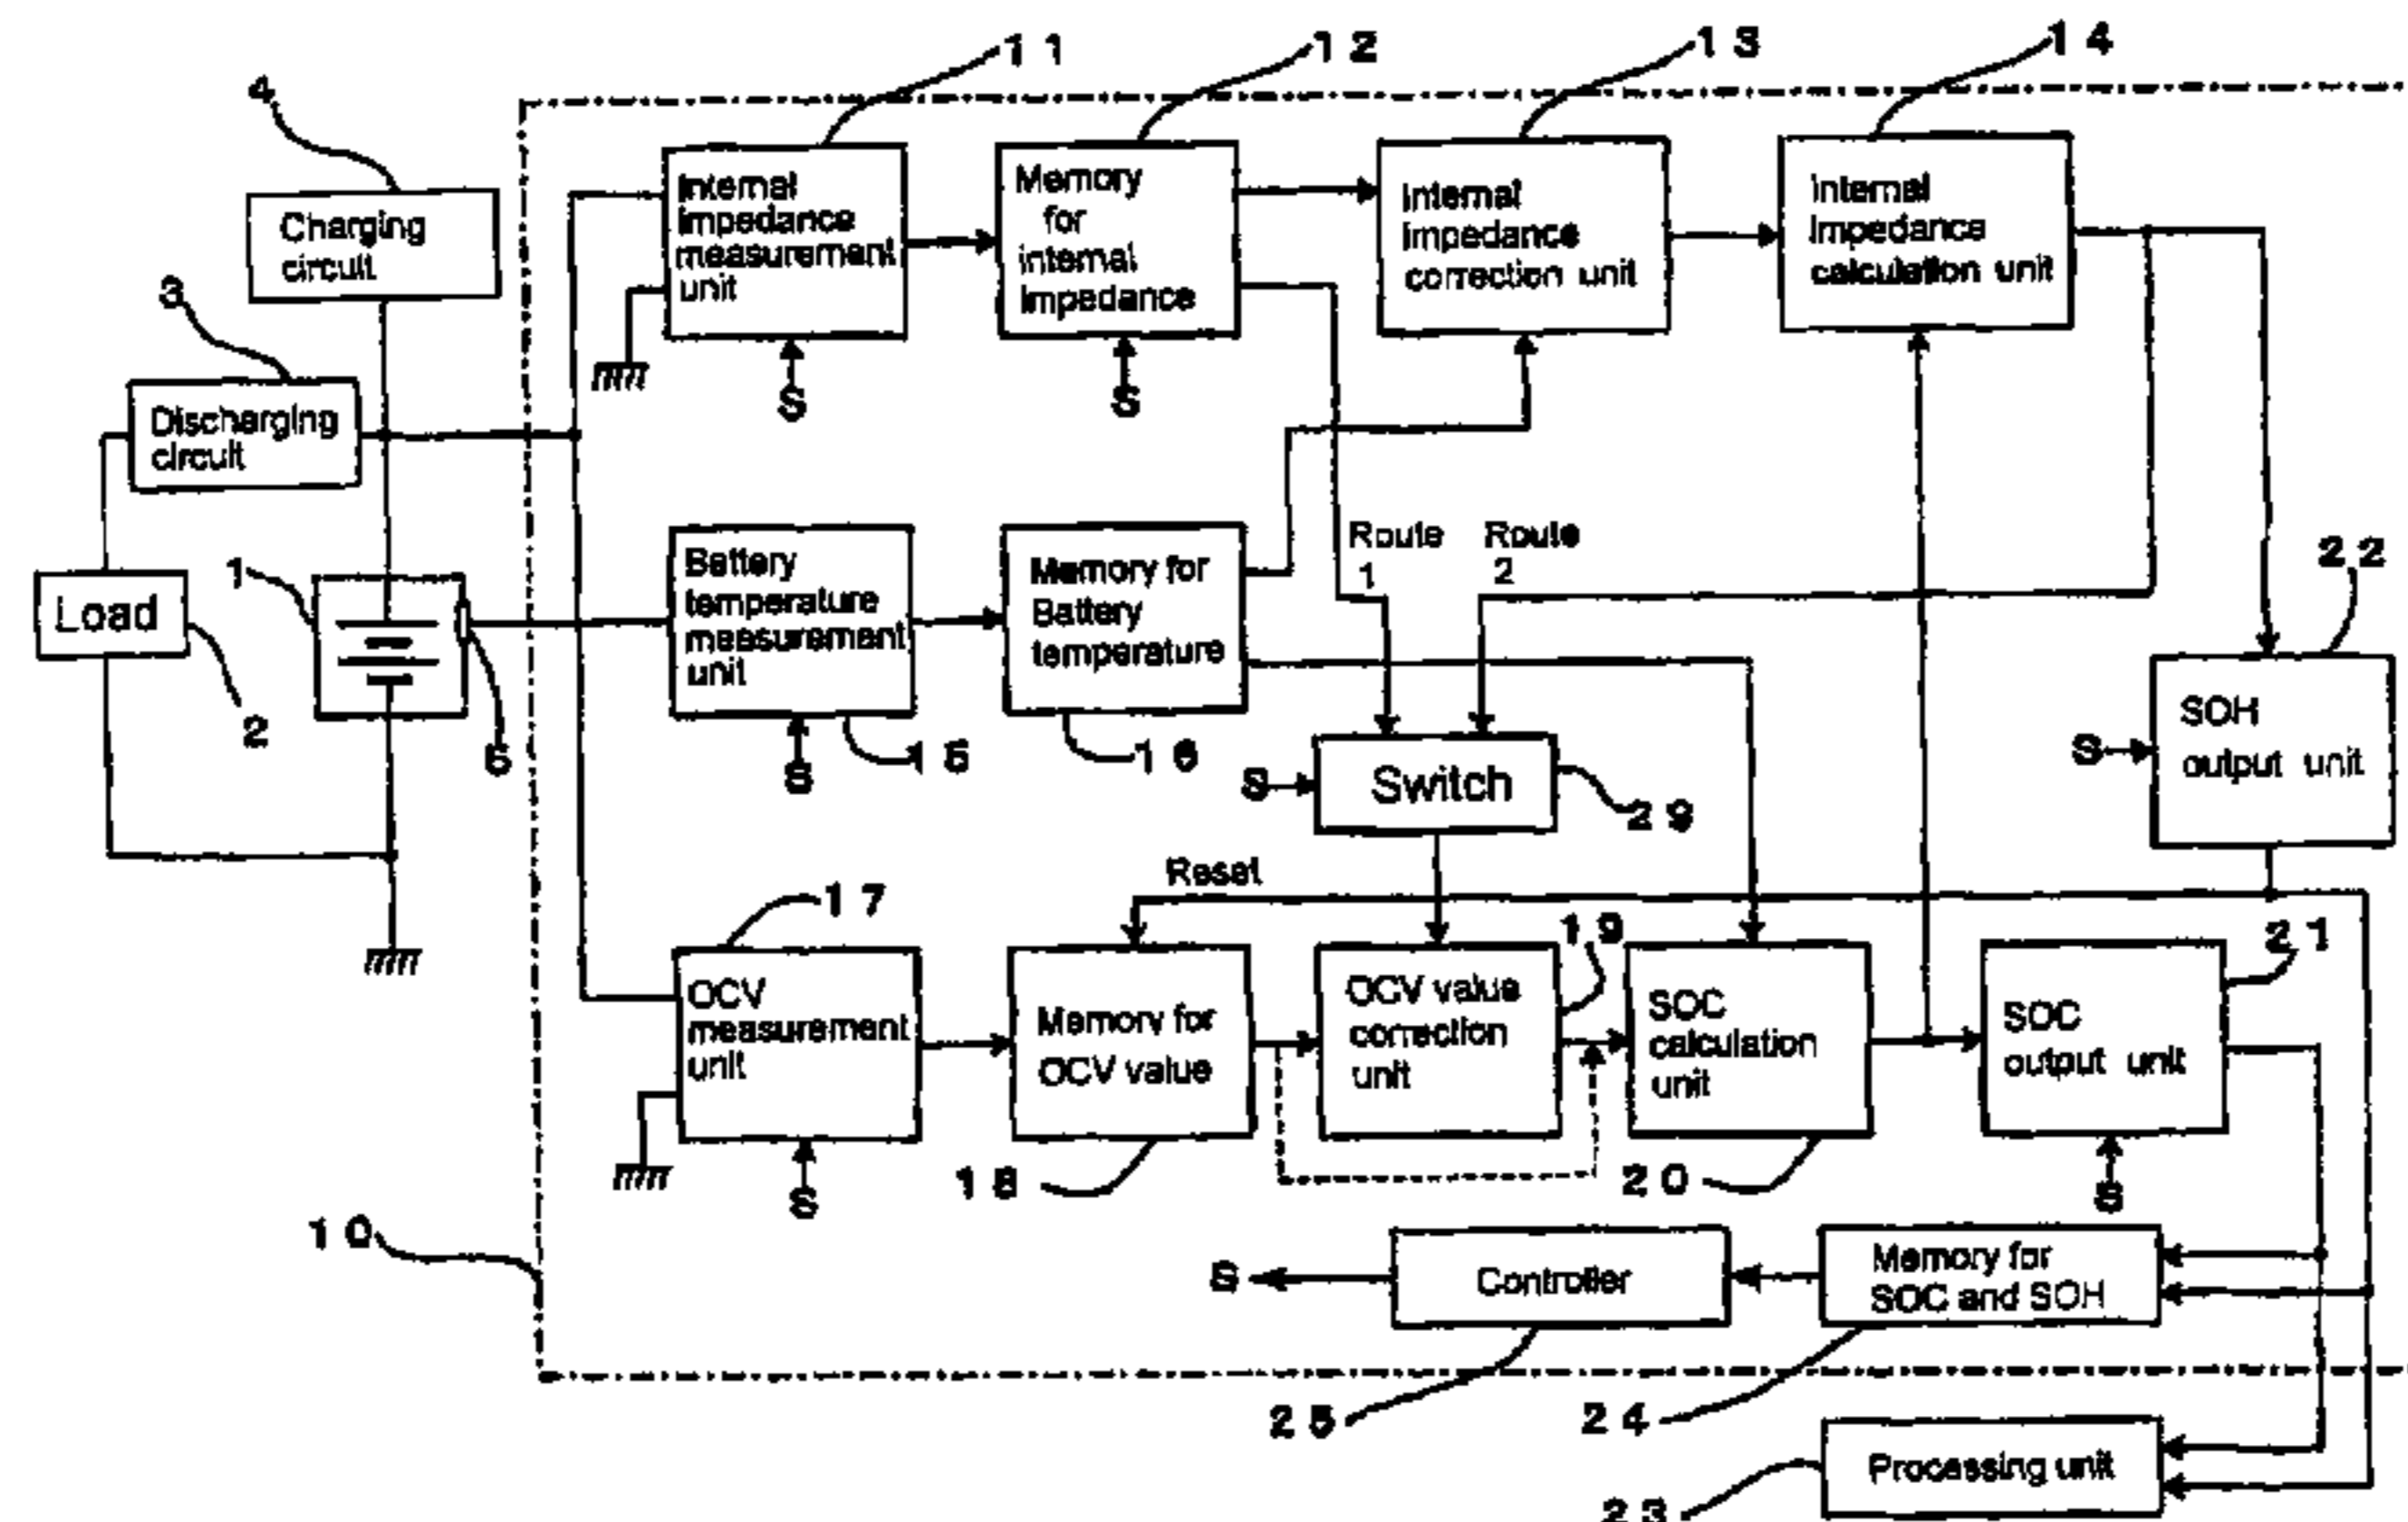 11
12
13
14
4
Internal
impedance
measurement
unit
Memory
for
internal
impedance
Internal
impedance
correction unit
Internal
impedance
calculation unit
Charging
circuit
3
S
S
Discharging
circuit
Route
1
Route
2
22
1
Load
2
5
Battery
temperature
measurement
unit
Memory for
Battery
temperature
S
15
16
S
Switch
29
SOH
output unit
S
Reset
17
19
21
OCV
measurement
unit
Memory for
OCV value
OCV value
correction
unit
SOC
calculation
unit
SOC
output unit
S
18
20
S
10
S
Controller
Memory for
SOC and SOH
25
24
Processing unit
23